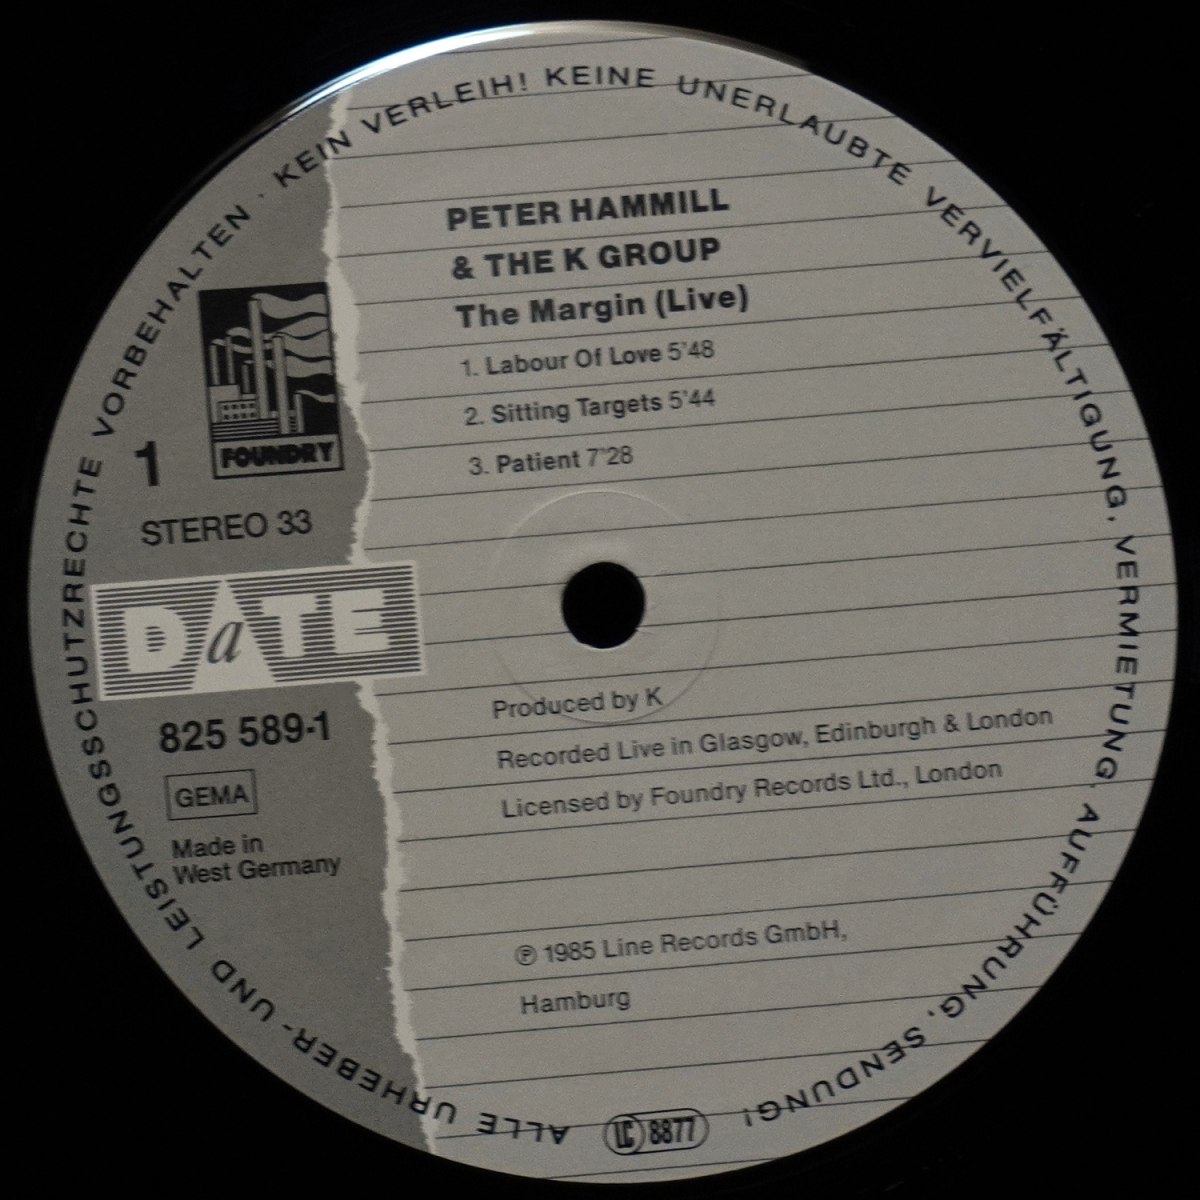 ALLE URHEBER- UND LEISTUNGSSCHUTZRECHTE VORBEHALTEN · KEIN VERLEIH! KEINE UNERLAUBTE VERVIELFÄLTIGUNG, VERMIETUNG, AUFFÜHRUNG, SENDUNG!
PETER HAMMILL
& THE K GROUP
The Margin (Live)
1. Labour Of Love 5'48
2. Sitting Targets 5'44
3. Patient 7'28
FOUNDRY
1
STEREO 33
DaTE
825 589-1
GEMA
Made in
West Germany
Produced by K
Recorded Live in Glasgow, Edinburgh & London
Licensed by Foundry Records Ltd., London
℗ 1985 Line Records GmbH,
Hamburg
LC 8877